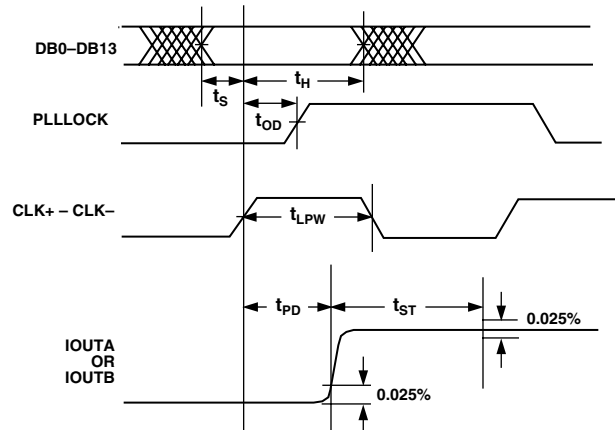 DB0–DB13
tS
tH
tOD
PLLLOCK
CLK+ – CLK–
tLPW
tPD
tST
0.025%
IOUTA
OR
IOUTB
0.025%